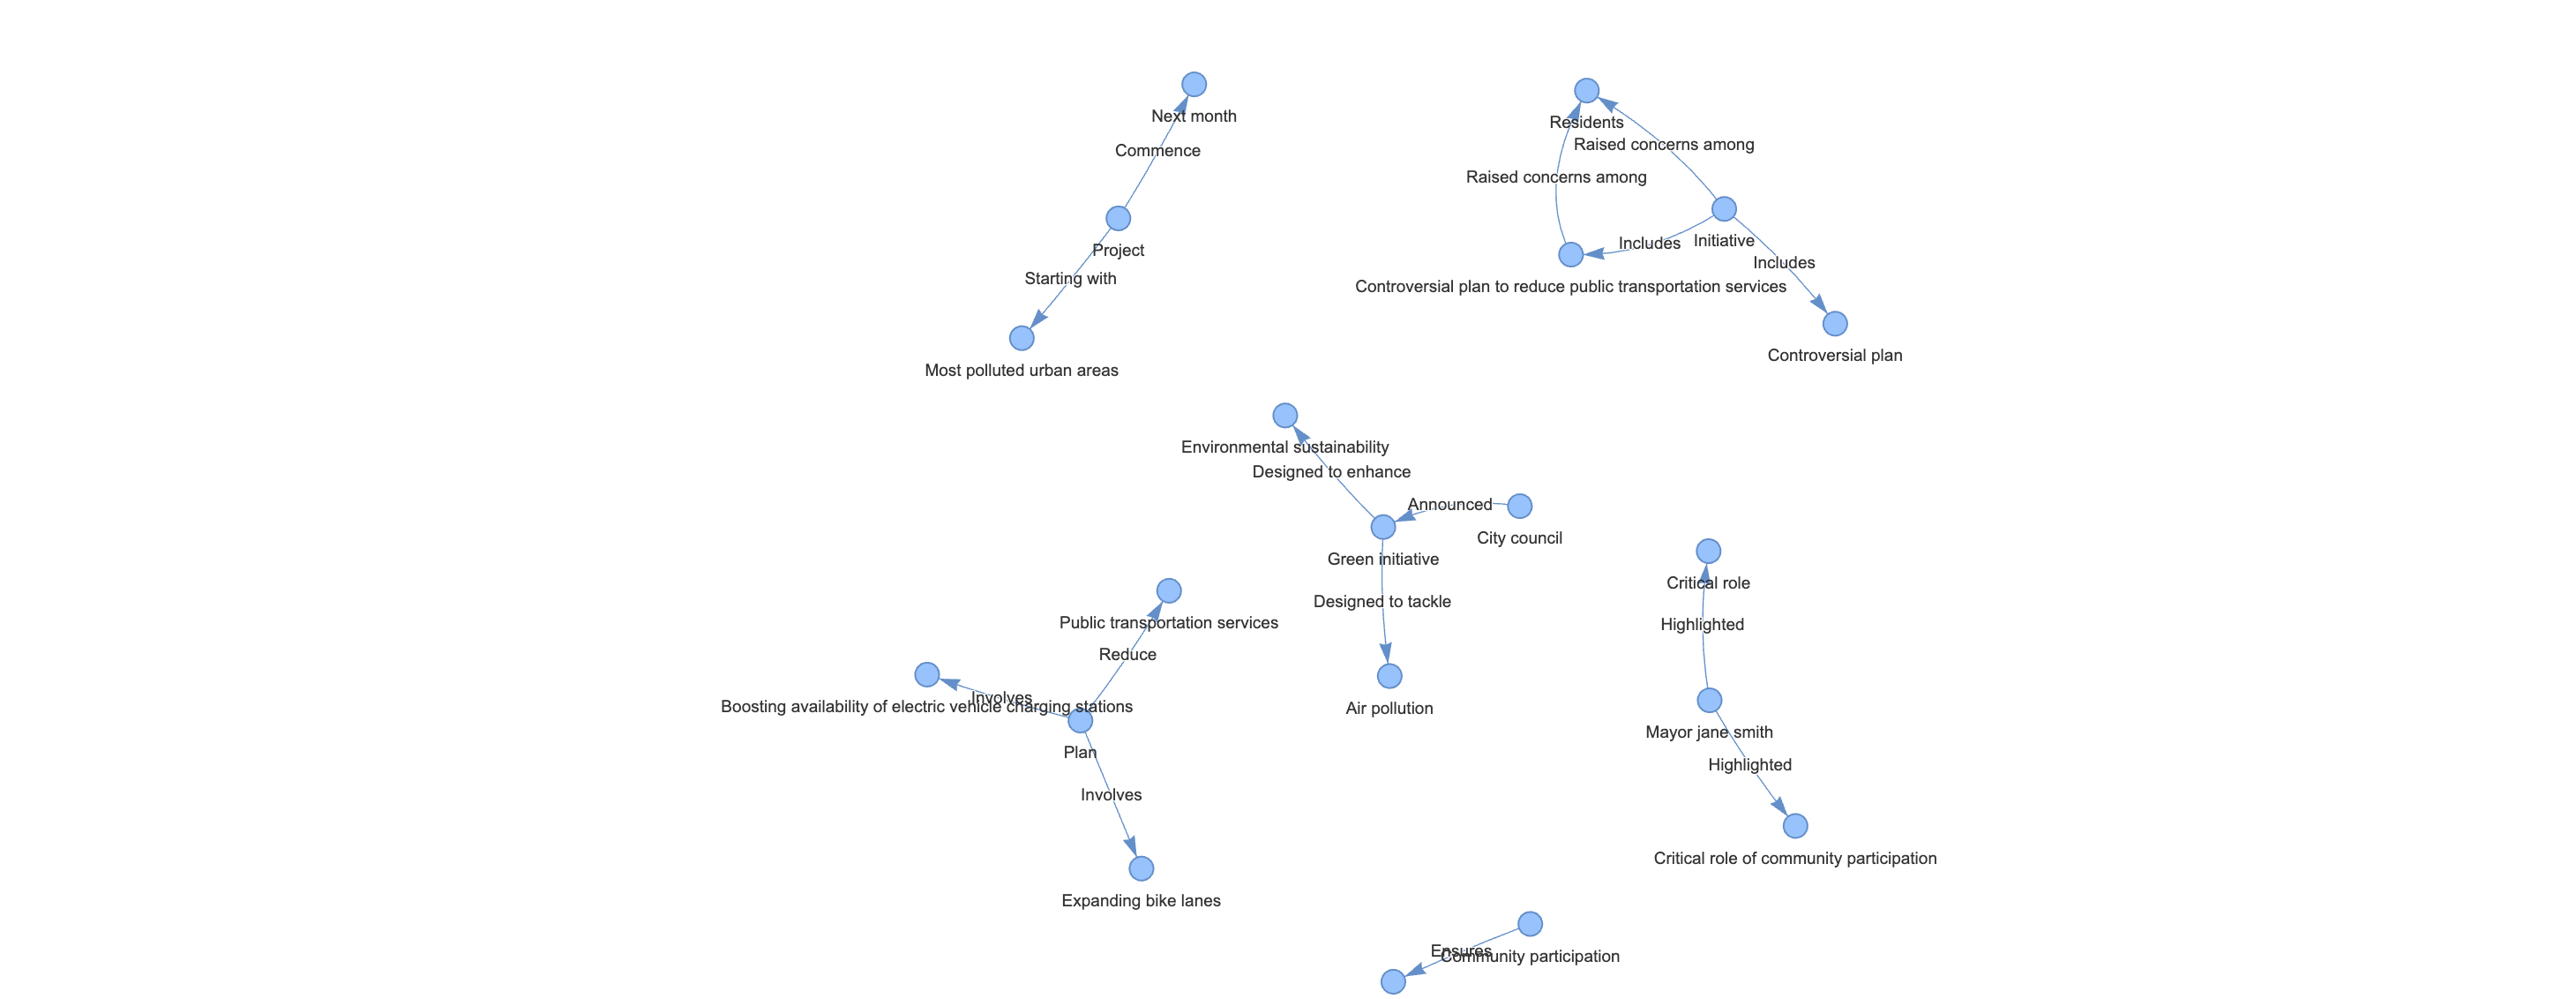 Next month
Commence
Project
Starting with
Most polluted urban areas
Residents
Raised concerns among
Raised concerns among
Includes
Initiative
Includes
Controversial plan to reduce public transportation services
Controversial plan
Environmental sustainability
Designed to enhance
Announced
City council
Green initiative
Designed to tackle
Air pollution
Public transportation services
Reduce
Involves
Boosting availability of electric vehicle charging stations
Plan
Involves
Expanding bike lanes
Critical role
Highlighted
Mayor jane smith
Highlighted
Critical role of community participation
Ensures
Community participation